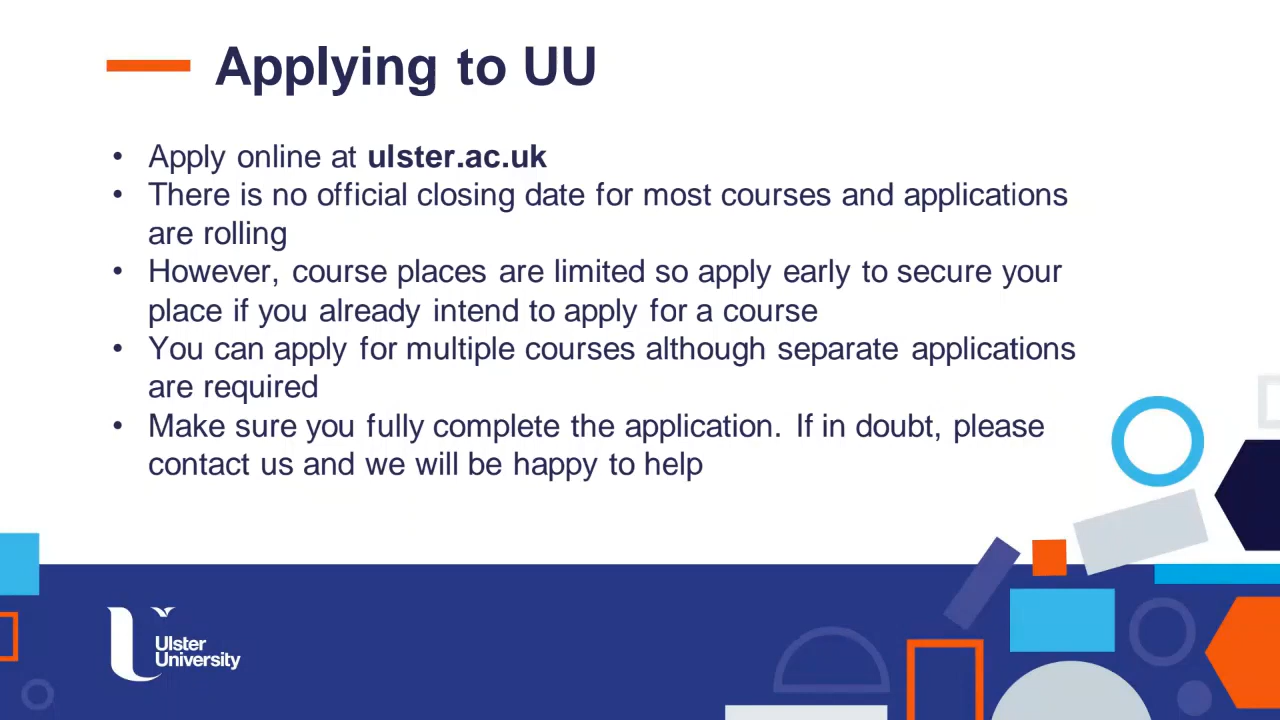 Applying to UU
• Apply online at ulster.ac.uk
• There is no official closing date for most courses and applications
are rolling
• However, course places are limited so apply early to secure your
place if you already intend to apply for a course
• You can apply for multiple courses although separate applications
are required
• Make sure you fully complete the application. If in doubt, please
contact us and we will be happy to help
Ulster
University